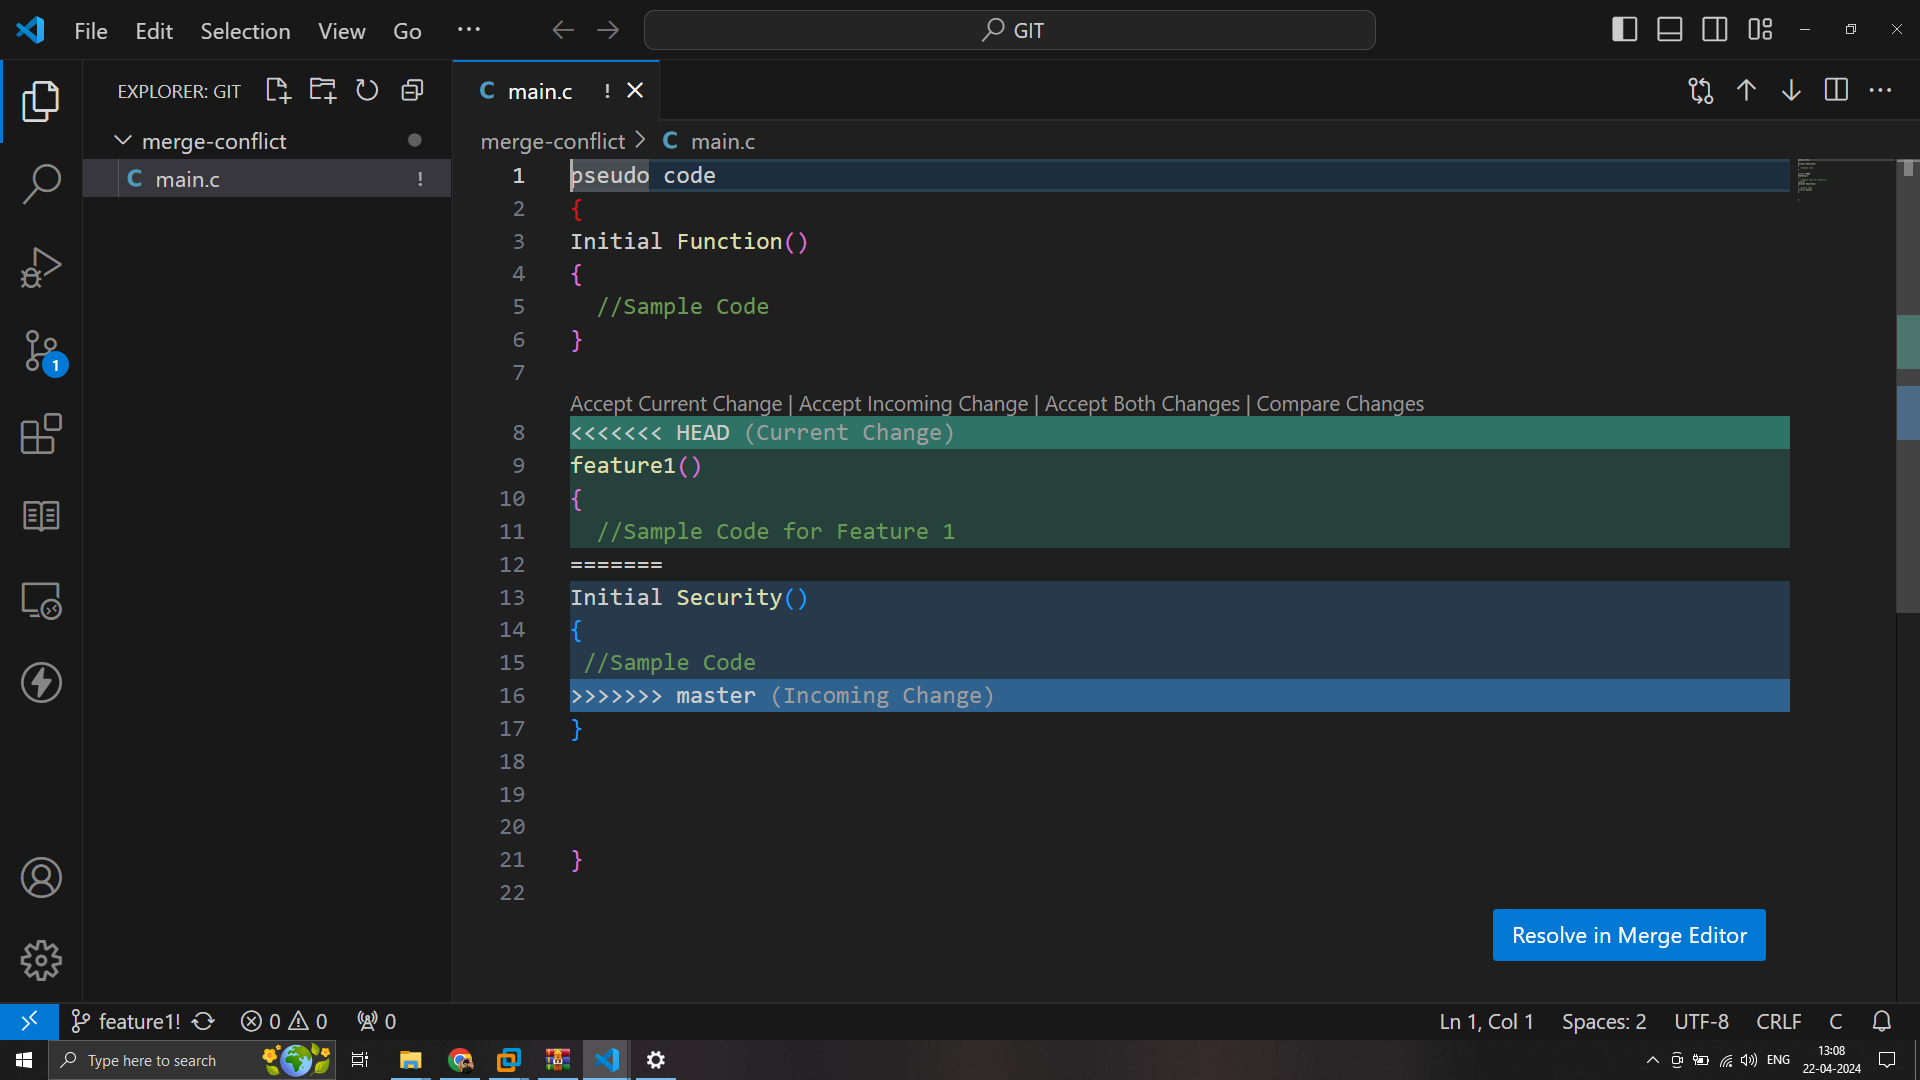 File Edit Selection View Go ··· GIT
EXPLORER: GIT
merge-conflict
C main.c !
C main.c !
merge-conflict > C main.c
1 pseudo code
2 {
3 Initial Function()
4 {
5 //Sample Code
6 }
7
Accept Current Change | Accept Incoming Change | Accept Both Changes | Compare Changes
8 <<<<<<< HEAD (Current Change)
9 feature1()
10 {
11 //Sample Code for Feature 1
12 =======
13 Initial Security()
14 {
15 //Sample Code
16 >>>>>>> master (Incoming Change)
17 }
18
19
20
21 }
22
1
Resolve in Merge Editor
feature1! 0 0 0 Ln 1, Col 1 Spaces: 2 UTF-8 CRLF C
Type here to search ENG 13:08
22-04-2024